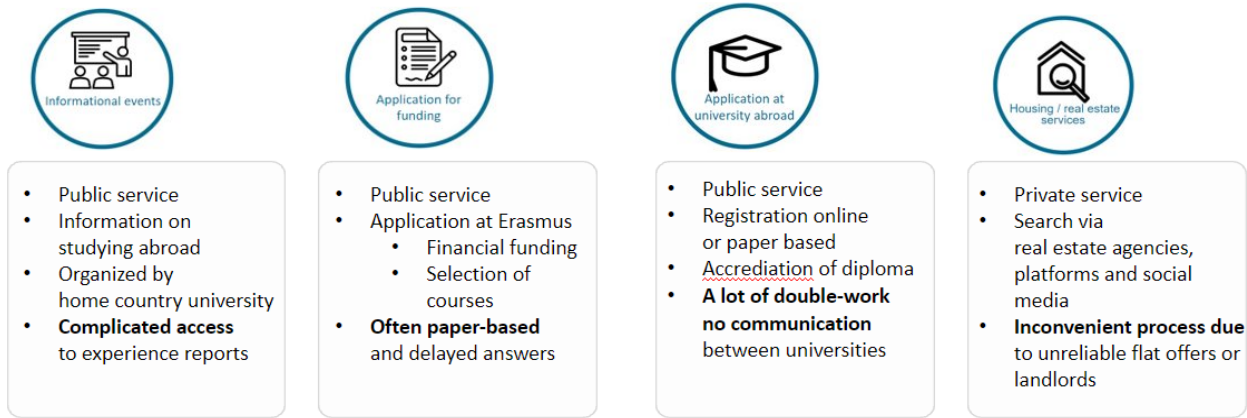 Informational events
• Public service
• Information on
studying abroad
• Organized by
home country university
• Complicated access
to experience reports
Application for
funding
• Public service
• Application at Erasmus
• Financial funding
• Selection of
courses
• Often paper-based
and delayed answers
Application at
university abroad
• Public service
• Registration online
or paper based
• Accrediation of diploma
• A lot of double-work
no communication
between universities
Housing / real estate
services
• Private service
• Search via
real estate agencies,
platforms and social
media
• Inconvenient process due
to unreliable flat offers or
landlords